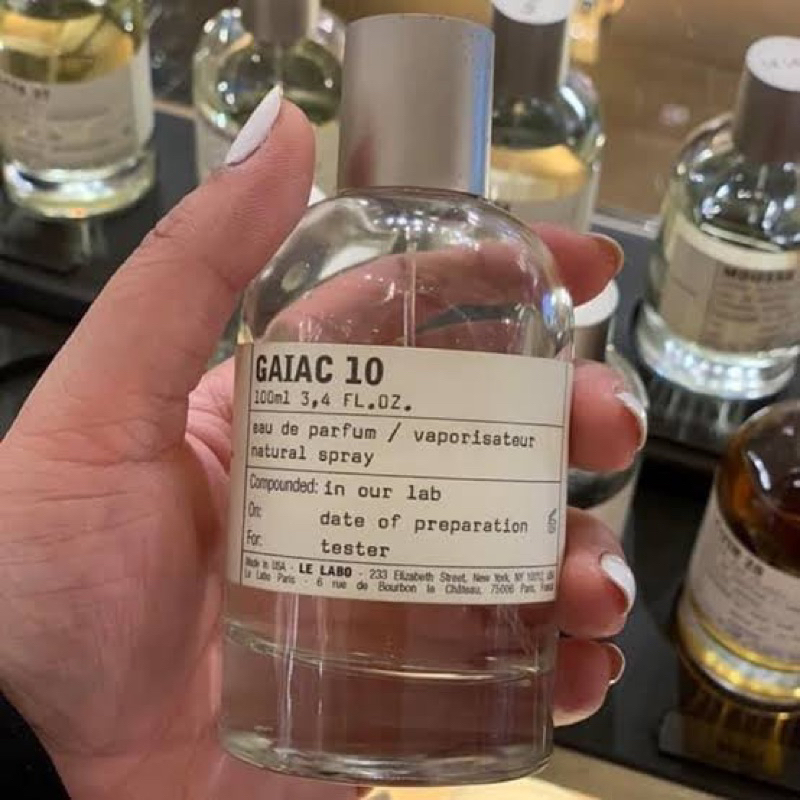 GAIAC 10
100ml 3,4 FL.OZ.
eau de parfum / vaporisateur
natural spray
Compounded: in our lab
On: date of preparation
For: tester
Made in USA - LE LABO - 233 Elizabeth Street, New York, NY 10012, USA
Le Labo Paris - 6 rue de Bourbon le Château, 75006 Paris, France